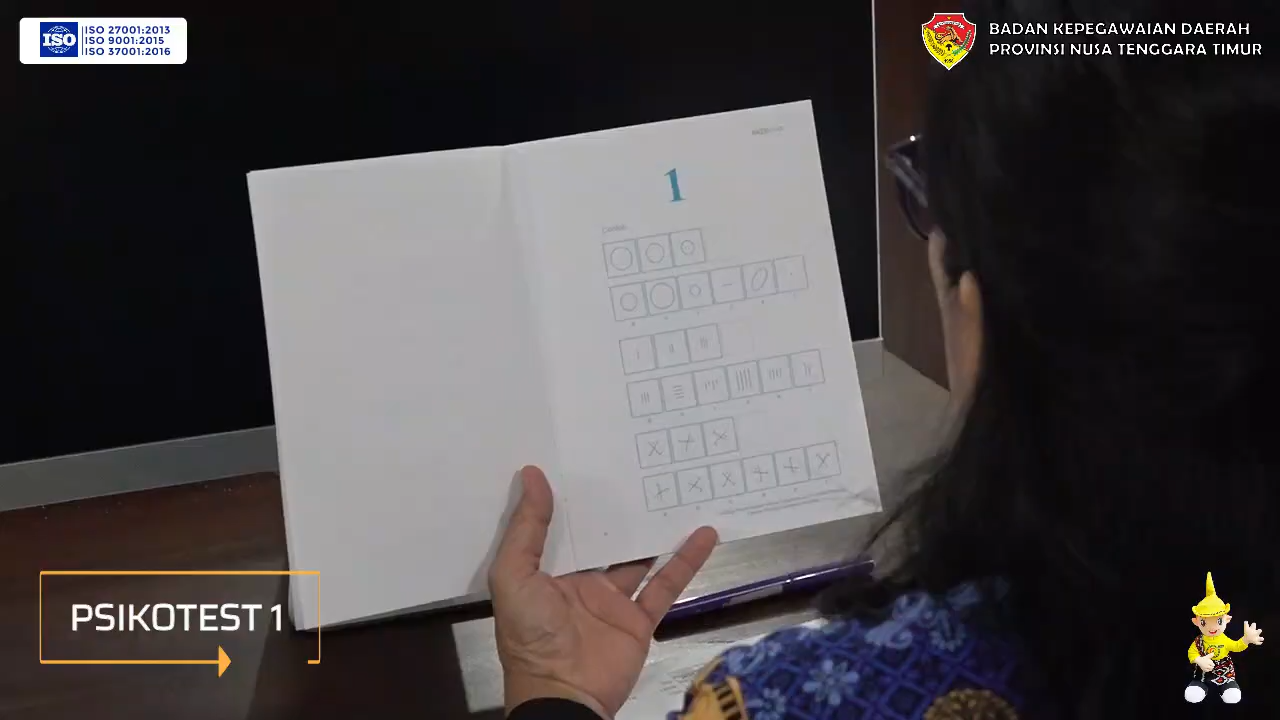 ISO
ISO 27001:2013
ISO 9001:2015
ISO 37001:2016
BADAN KEPEGAWAIAN DAERAH
PROVINSI NUSA TENGGARA TIMUR
1
PSIKOTEST 1